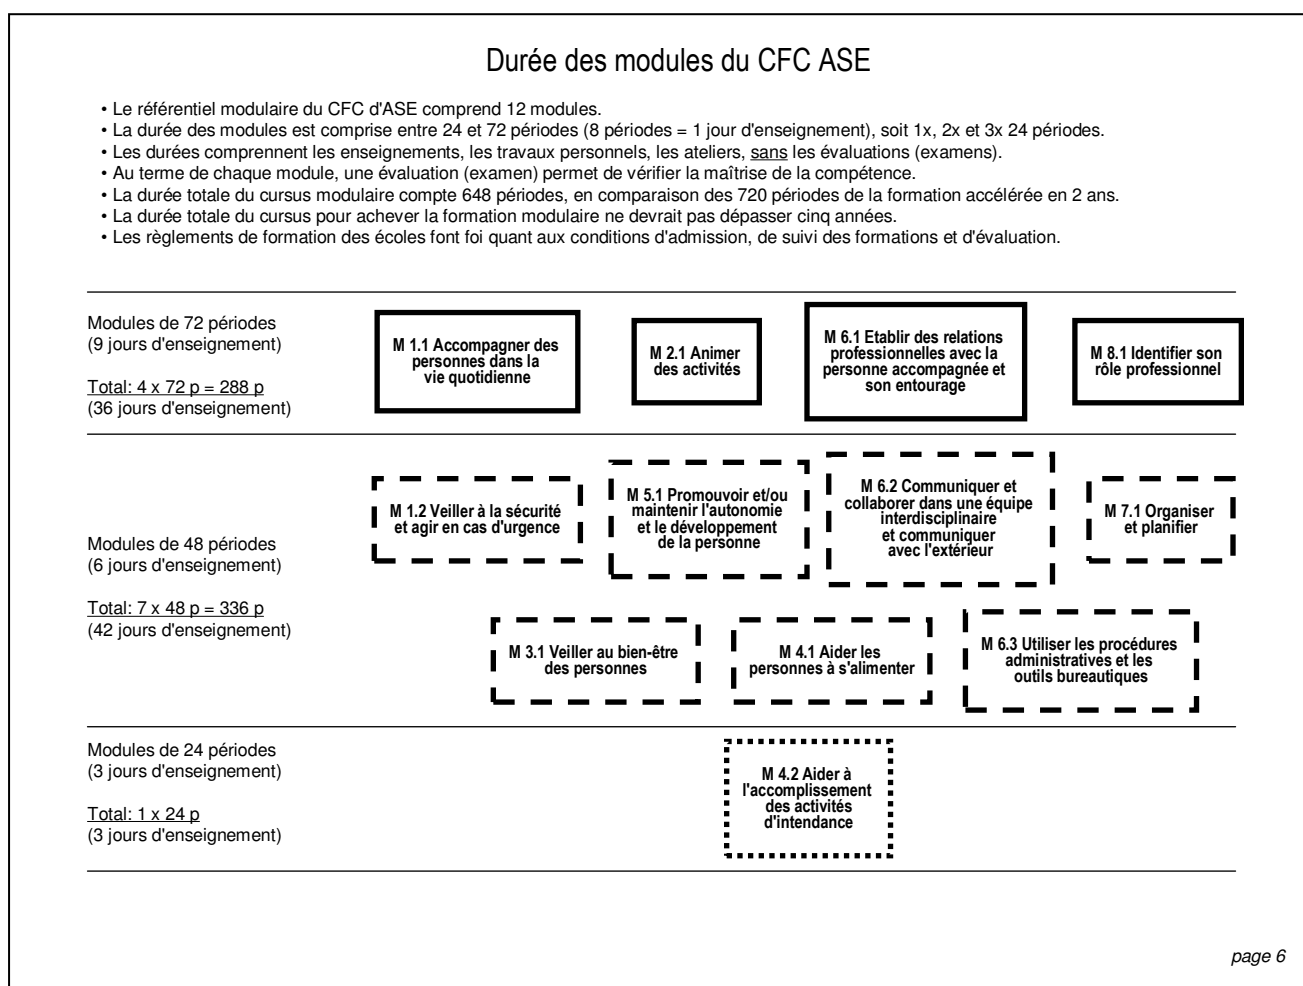 Durée des modules du CFC ASE
• Le référentiel modulaire du CFC d'ASE comprend 12 modules.
• La durée des modules est comprise entre 24 et 72 périodes (8 périodes = 1 jour d'enseignement), soit 1x, 2x et 3x 24 périodes.
• Les durées comprennent les enseignements, les travaux personnels, les ateliers, sans les évaluations (examens).
• Au terme de chaque module, une évaluation (examen) permet de vérifier la maîtrise de la compétence.
• La durée totale du cursus modulaire compte 648 périodes, en comparaison des 720 périodes de la formation accélérée en 2 ans.
• La durée totale du cursus pour achever la formation modulaire ne devrait pas dépasser cinq années.
• Les règlements de formation des écoles font foi quant aux conditions d'admission, de suivi des formations et d'évaluation.
Modules de 72 périodes
(9 jours d'enseignement)
Total: 4 x 72 p = 288 p
(36 jours d'enseignement)
M 1.1 Accompagner des
personnes dans la
vie quotidienne
M 2.1 Animer
des activités
M 6.1 Etablir des relations
professionnelles avec la
personne accompagnée et
son entourage
M 8.1 Identifier son
rôle professionnel
Modules de 48 périodes
(6 jours d'enseignement)
Total: 7 x 48 p = 336 p
(42 jours d'enseignement)
M 1.2 Veiller à la sécurité
et agir en cas d'urgence
M 5.1 Promouvoir et/ou
maintenir l'autonomie
et le développement
de la personne
M 6.2 Communiquer et
collaborer dans une équipe
interdisciplinaire
et communiquer
avec l'extérieur
M 7.1 Organiser
et planifier
M 3.1 Veiller au bien-être
des personnes
M 4.1 Aider les
personnes à s'alimenter
M 6.3 Utiliser les procédures
administratives et les
outils bureautiques
Modules de 24 périodes
(3 jours d'enseignement)
Total: 1 x 24 p
(3 jours d'enseignement)
M 4.2 Aider à
l'accomplissement
des activités
d'intendance
page 6